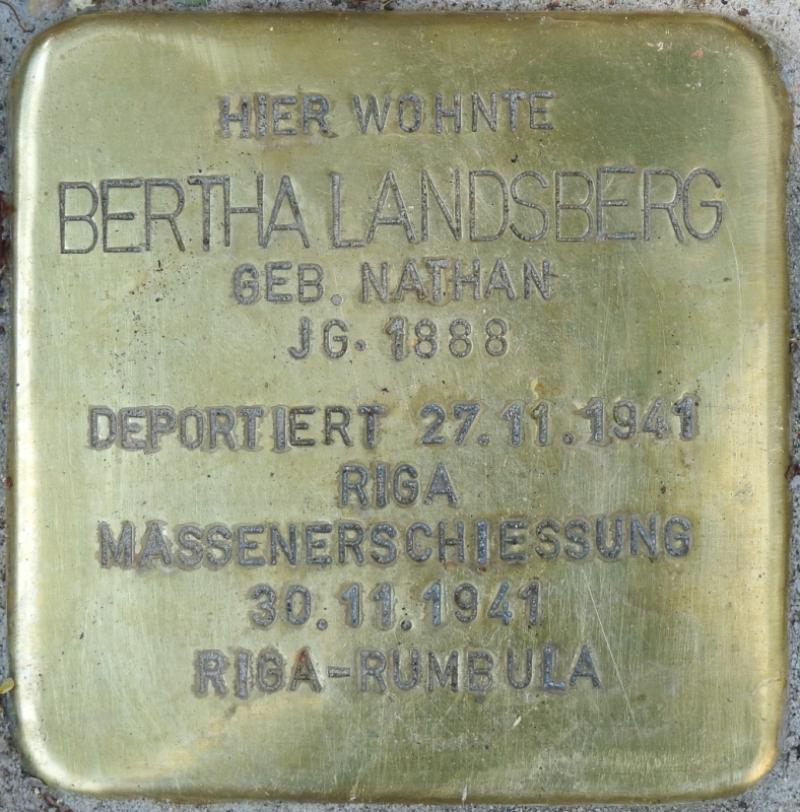 HIER WOHNTE
BERTHA LANDSBERG
GEB. NATHAN
JG. 1888
DEPORTIERT 27.11.1941
RIGA
MASSENERSCHIESSUNG
30.11.1941
RIGA-RUMBULA